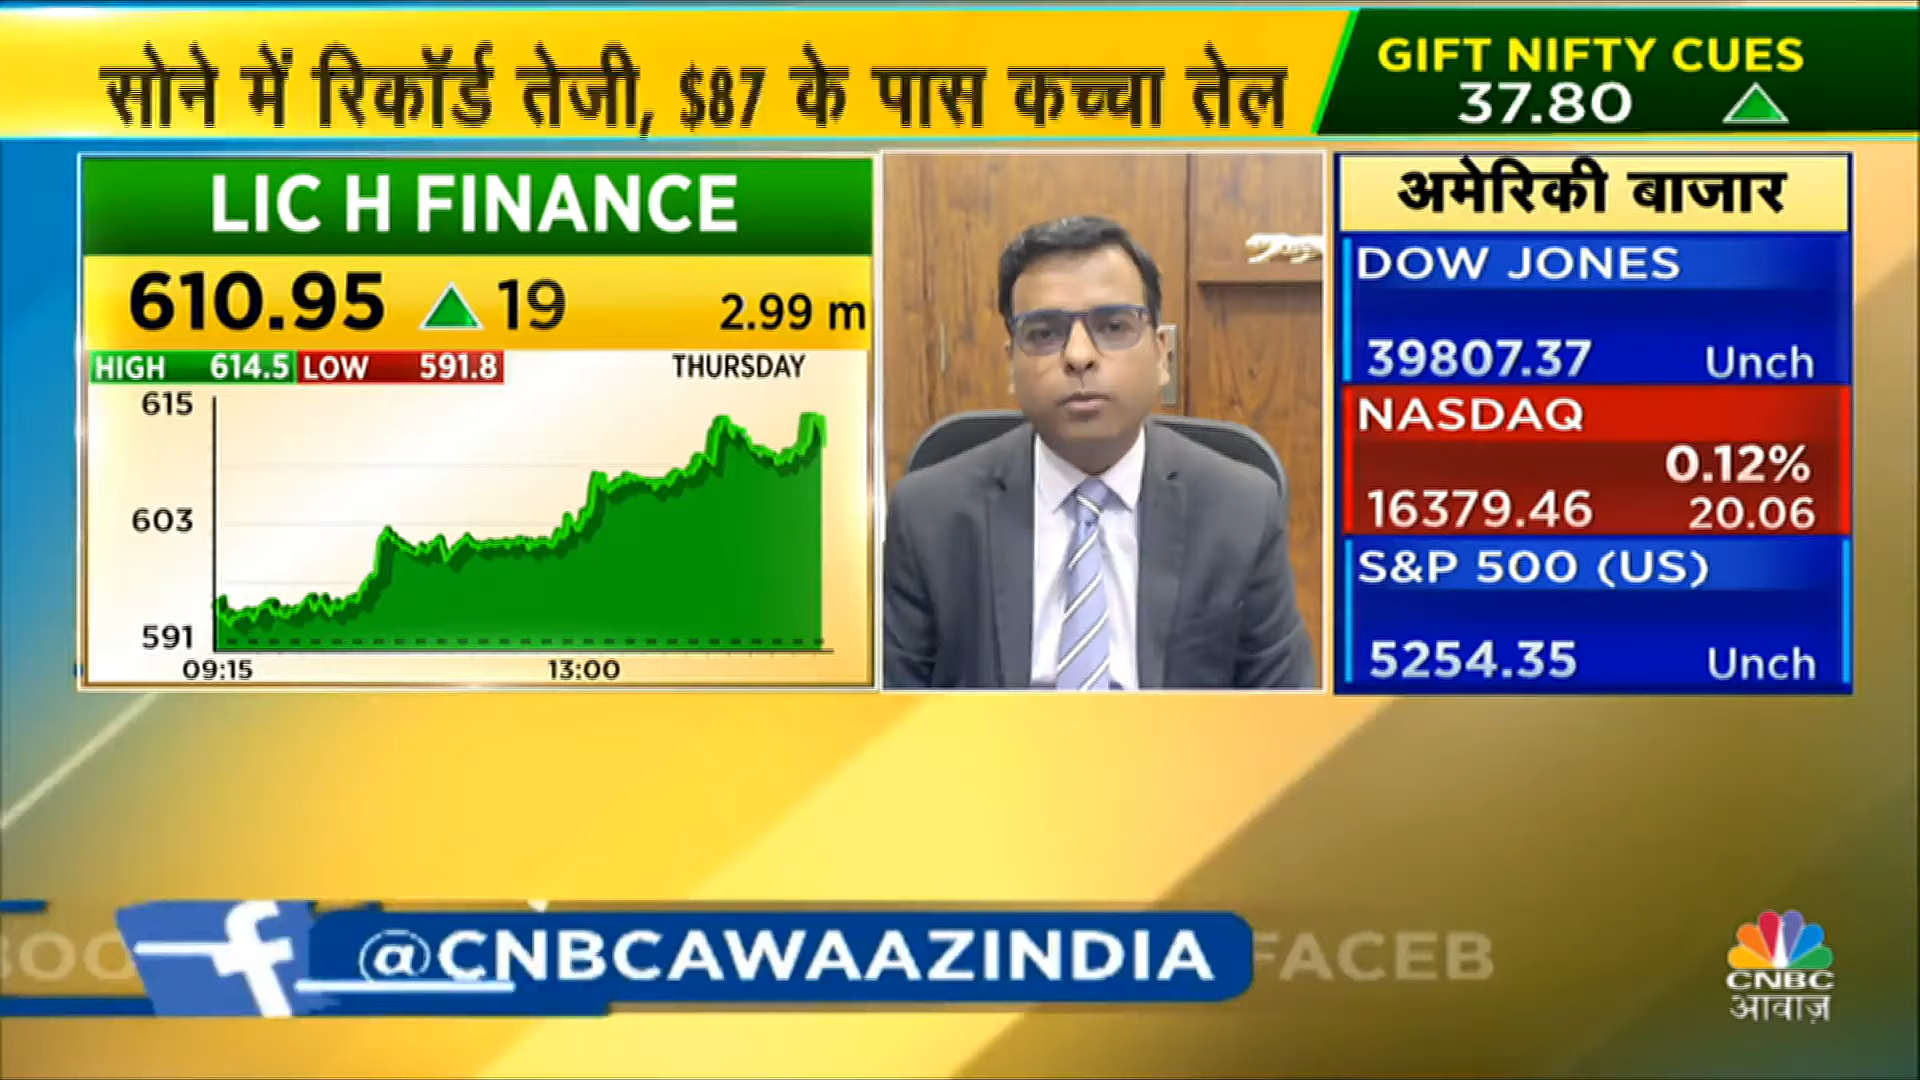 सोने में रिकॉर्ड तेजी, $87 के पास कच्चा तेल
GIFT NIFTY CUES
37.80
LIC H FINANCE
610.95 19 2.99 m
HIGH 614.5 LOW 591.8 THURSDAY
615
603
591
09:15 13:00
अमेरिकी बाजार
DOW JONES
39807.37 Unch
NASDAQ
0.12%
16379.46 20.06
S&P 500 (US)
5254.35 Unch
@CNBCAWAAZINDIA
FACEB
CNBC
आवाज़